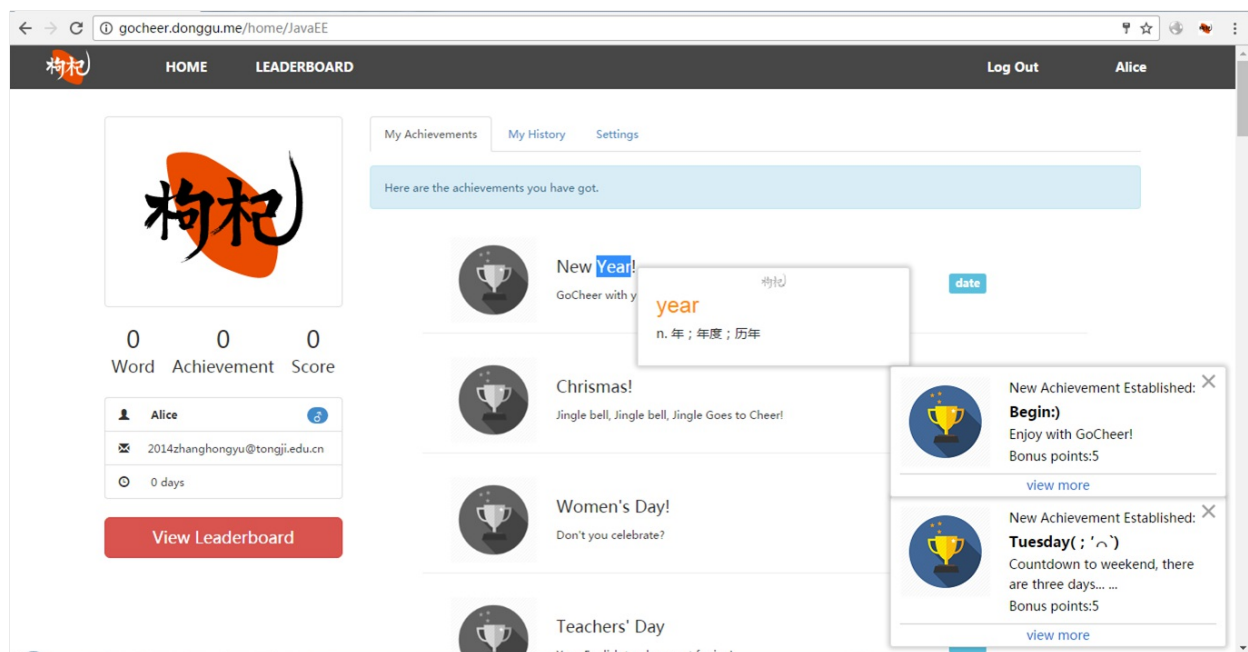 gocheer.donggu.me/home/JavaEE
枸杞 HOME LEADERBOARD Log Out Alice
枸杞
0 0 0
Word Achievement Score
Alice
2014zhanghongyu@tongji.edu.cn
0 days
View Leaderboard
My Achievements My History Settings
Here are the achievements you have got.
New Year!
GoCheer with y
date
枸杞
year
n. 年；年度；历年
Chrismas!
Jingle bell, Jingle bell, Jingle Goes to Cheer!
Women's Day!
Don't you celebrate?
Teachers' Day
New Achievement Established:
Begin:)
Enjoy with GoCheer!
Bonus points:5
view more
New Achievement Established:
Tuesday( ; ′⌒`)
Countdown to weekend, there
are three days... ...
Bonus points:5
view more